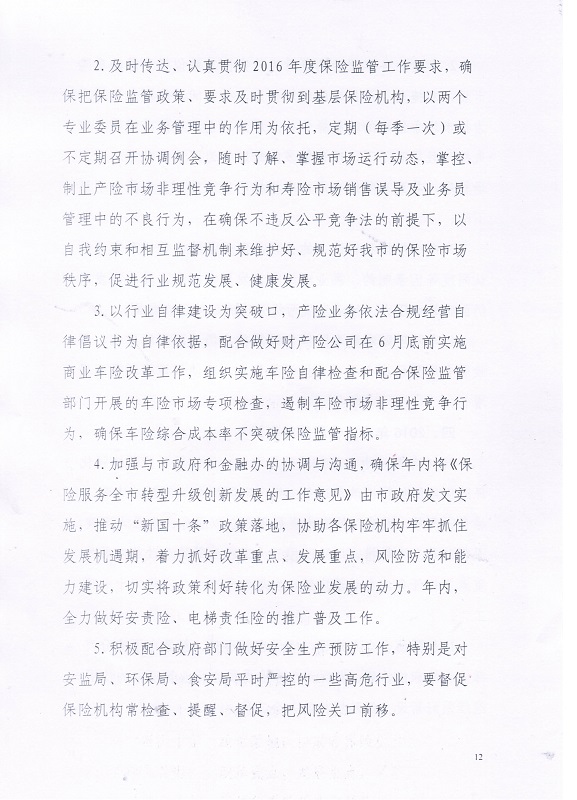 2.及时传达、认真贯彻 2016 年度保险监管工作要求，确
保把保险监管政策、要求及时贯彻到基层保险机构，以两个
专业委员在业务管理中的作用为依托，定期（每季一次）或
不定期召开协调例会，随时了解、掌握市场运行动态，掌控、
制止产险市场非理性竞争行为和寿险市场销售误导及业务员
管理中的不良行为，在确保不违反公平竞争法的前提下，以
自我约束和相互监督机制来维护好、规范好我市的保险市场
秩序，促进行业规范发展、健康发展。
3.以行业自律建设为突破口，产险业务依法合规经营自
律倡议书为自律依据，配合做好财产险公司在 6 月底前实施
商业车险改革工作，组织实施车险自律检查和配合保险监管
部门开展的车险市场专项检查，遏制车险市场非理性竞争行
为，确保车险综合成本率不突破保险监管指标。
4.加强与市政府和金融办的协调与沟通，确保年内将《保
险服务全市转型升级创新发展的工作意见》由市政府发文实
施，推动“新国十条”政策落地，协助各保险机构牢牢抓住
发展机遇期，着力抓好改革重点、发展重点，风险防范和能
力建设，切实将政策利好转化为保险业发展的动力。年内，
全力做好安责险、电梯责任险的推广普及工作。
5.积极配合政府部门做好安全生产预防工作，特别是对
安监局、环保局、食安局平时严控的一些高危行业，要督促
保险机构常检查、提醒、督促，把风险关口前移。
12